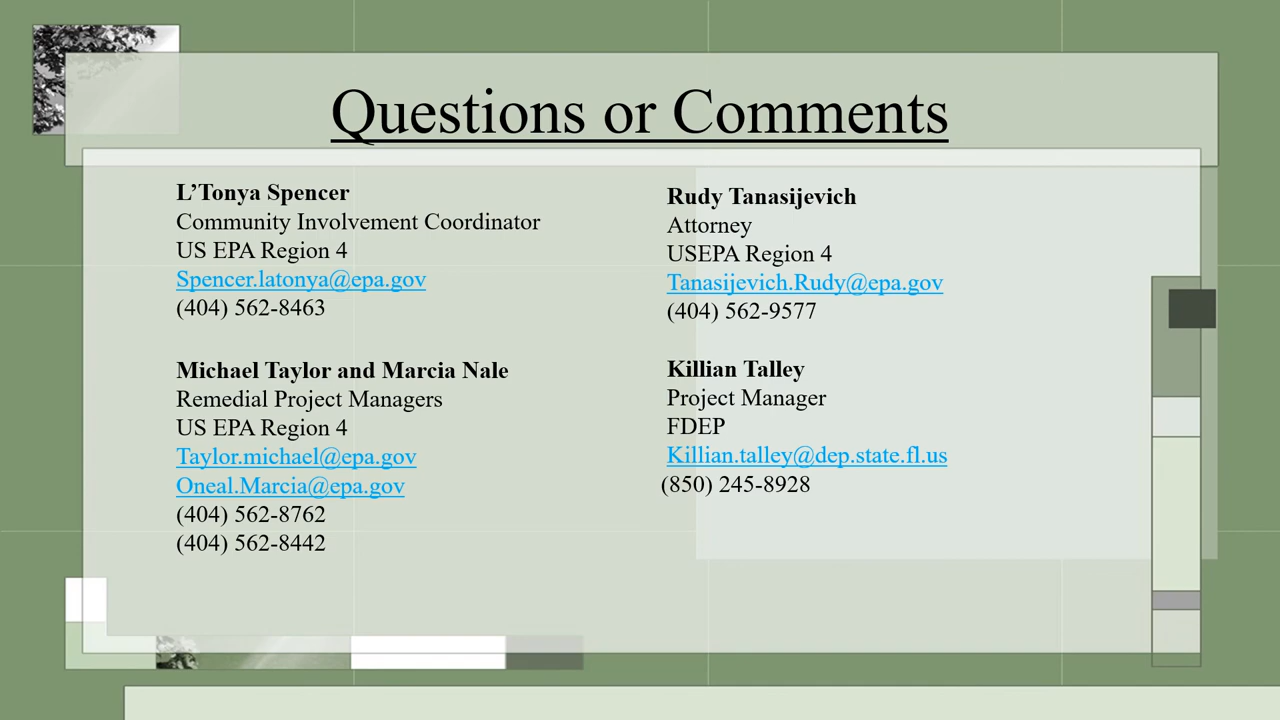 Questions or Comments
L’Tonya Spencer
Community Involvement Coordinator
US EPA Region 4
Spencer.latonya@epa.gov
(404) 562-8463
Michael Taylor and Marcia Nale
Remedial Project Managers
US EPA Region 4
Taylor.michael@epa.gov
Oneal.Marcia@epa.gov
(404) 562-8762
(404) 562-8442
Rudy Tanasijevich
Attorney
USEPA Region 4
Tanasijevich.Rudy@epa.gov
(404) 562-9577
Killian Talley
Project Manager
FDEP
Killian.talley@dep.state.fl.us
(850) 245-8928